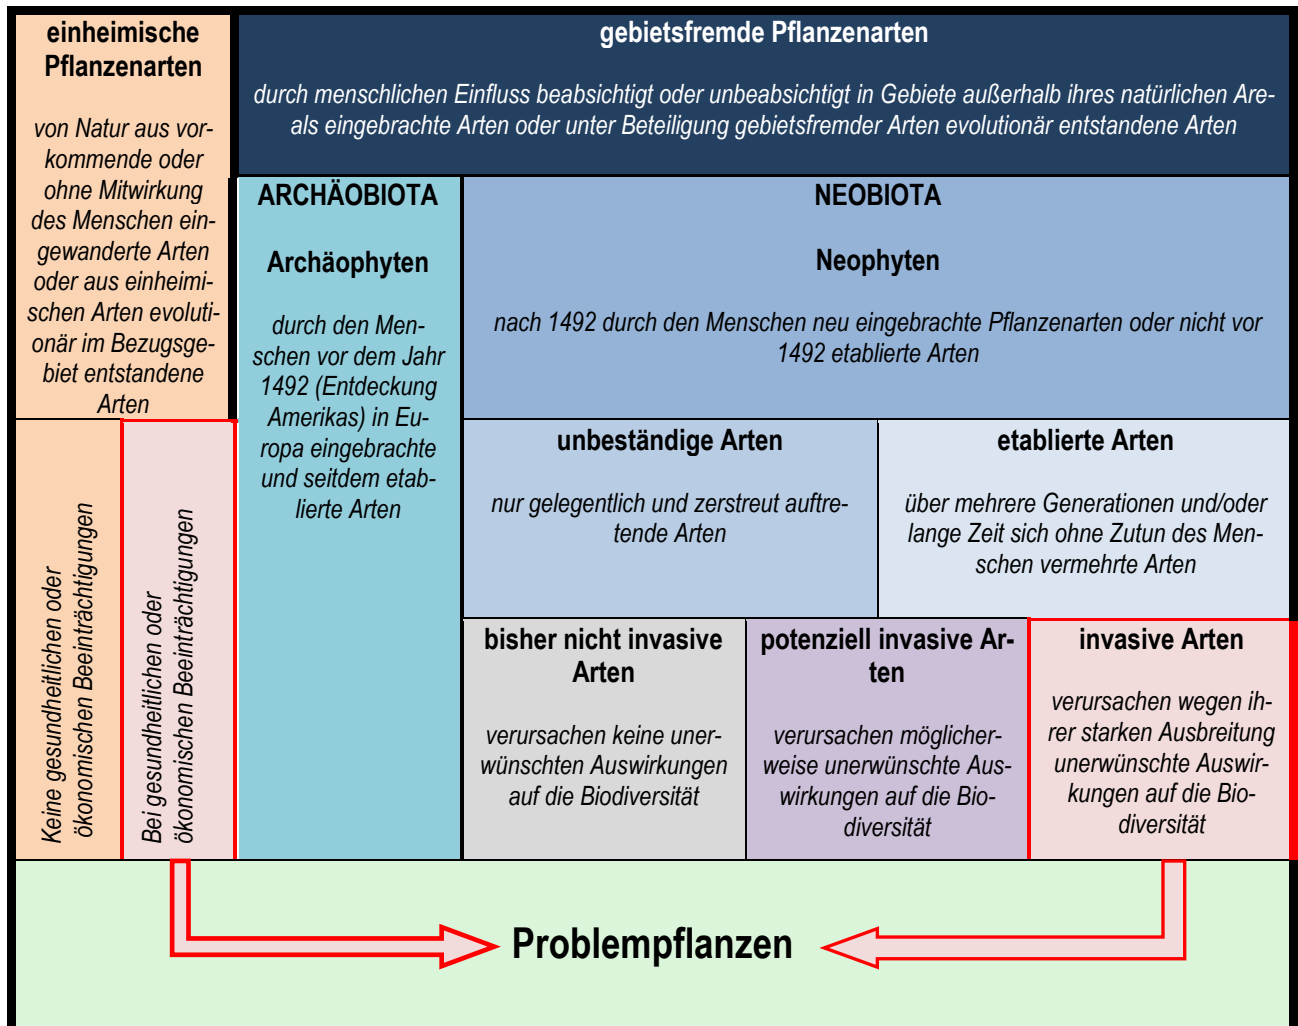 einheimische
Pflanzenarten
von Natur aus vor-
kommende oder
ohne Mitwirkung
des Menschen ein-
gewanderte Arten
oder aus einheimi-
schen Arten evoluti-
onär im Bezugsge-
biet entstandene
Arten
Keine gesundheitlichen oder
ökonomischen Beeinträchtigungen
Bei gesundheitlichen oder
ökonomischen Beeinträchtigungen
gebietsfremde Pflanzenarten
durch menschlichen Einfluss beabsichtigt oder unbeabsichtigt in Gebiete außerhalb ihres natürlichen Are-
als eingebrachte Arten oder unter Beteiligung gebietsfremder Arten evolutionär entstandene Arten
ARCHÄOBIOTA
Archäophyten
durch den Men-
schen vor dem Jahr
1492 (Entdeckung
Amerikas) in Eu-
ropa eingebrachte
und seitdem etab-
lierte Arten
NEOBIOTA
Neophyten
nach 1492 durch den Menschen neu eingebrachte Pflanzenarten oder nicht vor
1492 etablierte Arten
unbeständige Arten
nur gelegentlich und zerstreut auftre-
tende Arten
etablierte Arten
über mehrere Generationen und/oder
lange Zeit sich ohne Zutun des Men-
schen vermehrte Arten
bisher nicht invasive
Arten
verursachen keine uner-
wünschten Auswirkungen
auf die Biodiversität
potenziell invasive Ar-
ten
verursachen möglicher-
weise unerwünschte Aus-
wirkungen auf die Bio-
diversität
invasive Arten
verursachen wegen ih-
rer starken Ausbreitung
unerwünschte Auswir-
kungen auf die Bio-
diversität
Problempflanzen